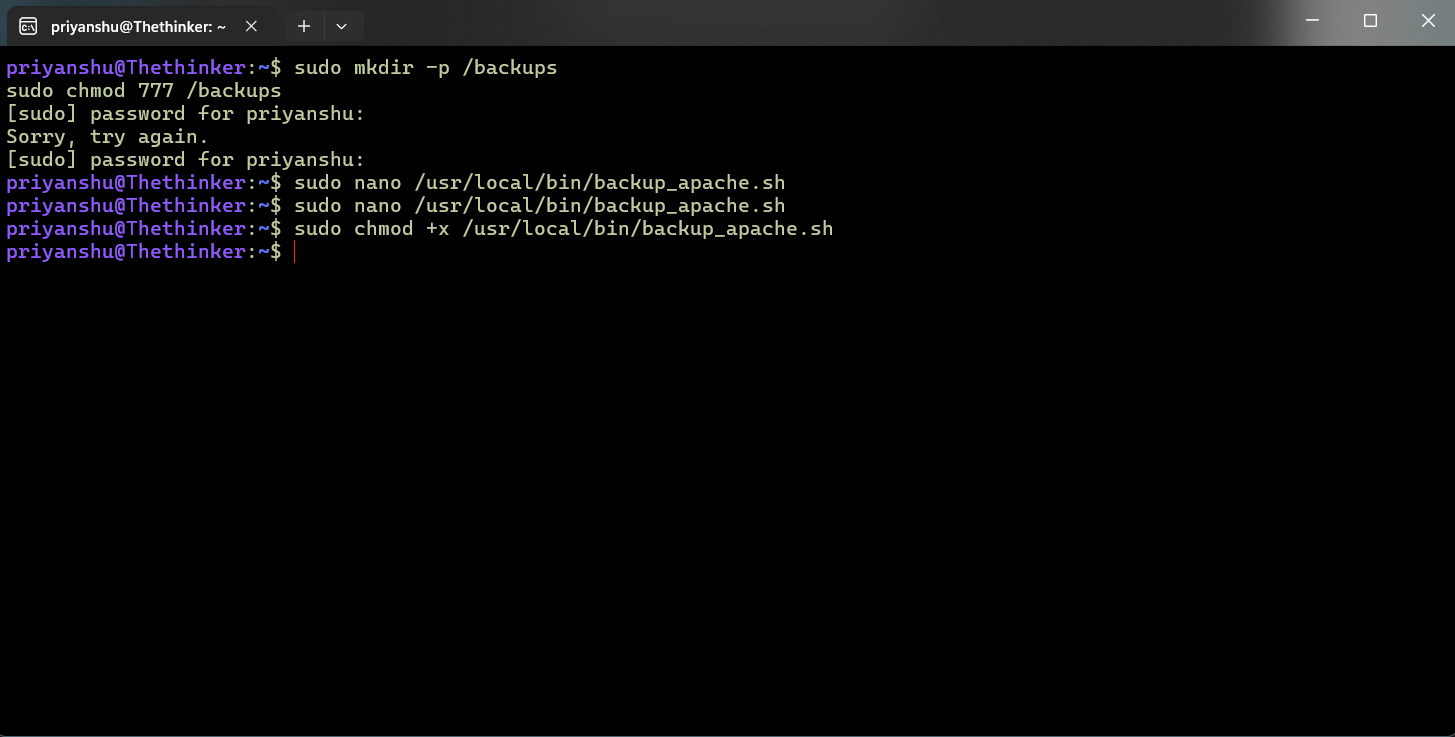 priyanshu@Thethinker: ~
priyanshu@Thethinker:~$ sudo mkdir -p /backups
sudo chmod 777 /backups
[sudo] password for priyanshu:
Sorry, try again.
[sudo] password for priyanshu:
priyanshu@Thethinker:~$ sudo nano /usr/local/bin/backup_apache.sh
priyanshu@Thethinker:~$ sudo nano /usr/local/bin/backup_apache.sh
priyanshu@Thethinker:~$ sudo chmod +x /usr/local/bin/backup_apache.sh
priyanshu@Thethinker:~$